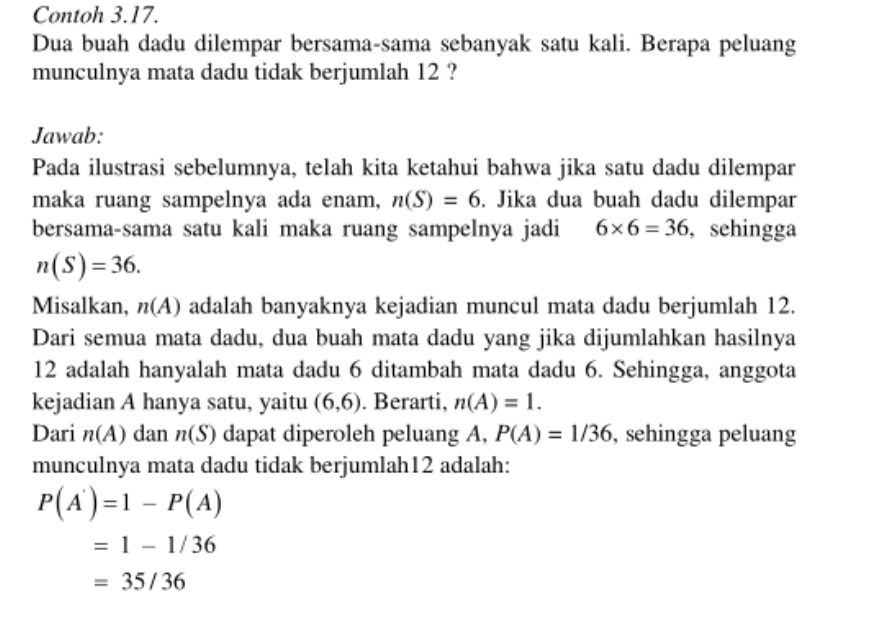 Contoh 3.17.
Dua buah dadu dilempar bersama-sama sebanyak satu kali. Berapa peluang
munculnya mata dadu tidak berjumlah 12 ?
Jawab:
Pada ilustrasi sebelumnya, telah kita ketahui bahwa jika satu dadu dilempar
maka ruang sampelnya ada enam, n(S) = 6. Jika dua buah dadu dilempar
bersama-sama satu kali maka ruang sampelnya jadi 6×6 = 36, sehingga
n(S) = 36.
Misalkan, n(A) adalah banyaknya kejadian muncul mata dadu berjumlah 12.
Dari semua mata dadu, dua buah mata dadu yang jika dijumlahkan hasilnya
12 adalah hanyalah mata dadu 6 ditambah mata dadu 6. Sehingga, anggota
kejadian A hanya satu, yaitu (6,6). Berarti, n(A) = 1.
Dari n(A) dan n(S) dapat diperoleh peluang A, P(A) = 1/36, sehingga peluang
munculnya mata dadu tidak berjumlah12 adalah:
P(A') = 1 – P(A)
= 1 – 1/36
= 35/36